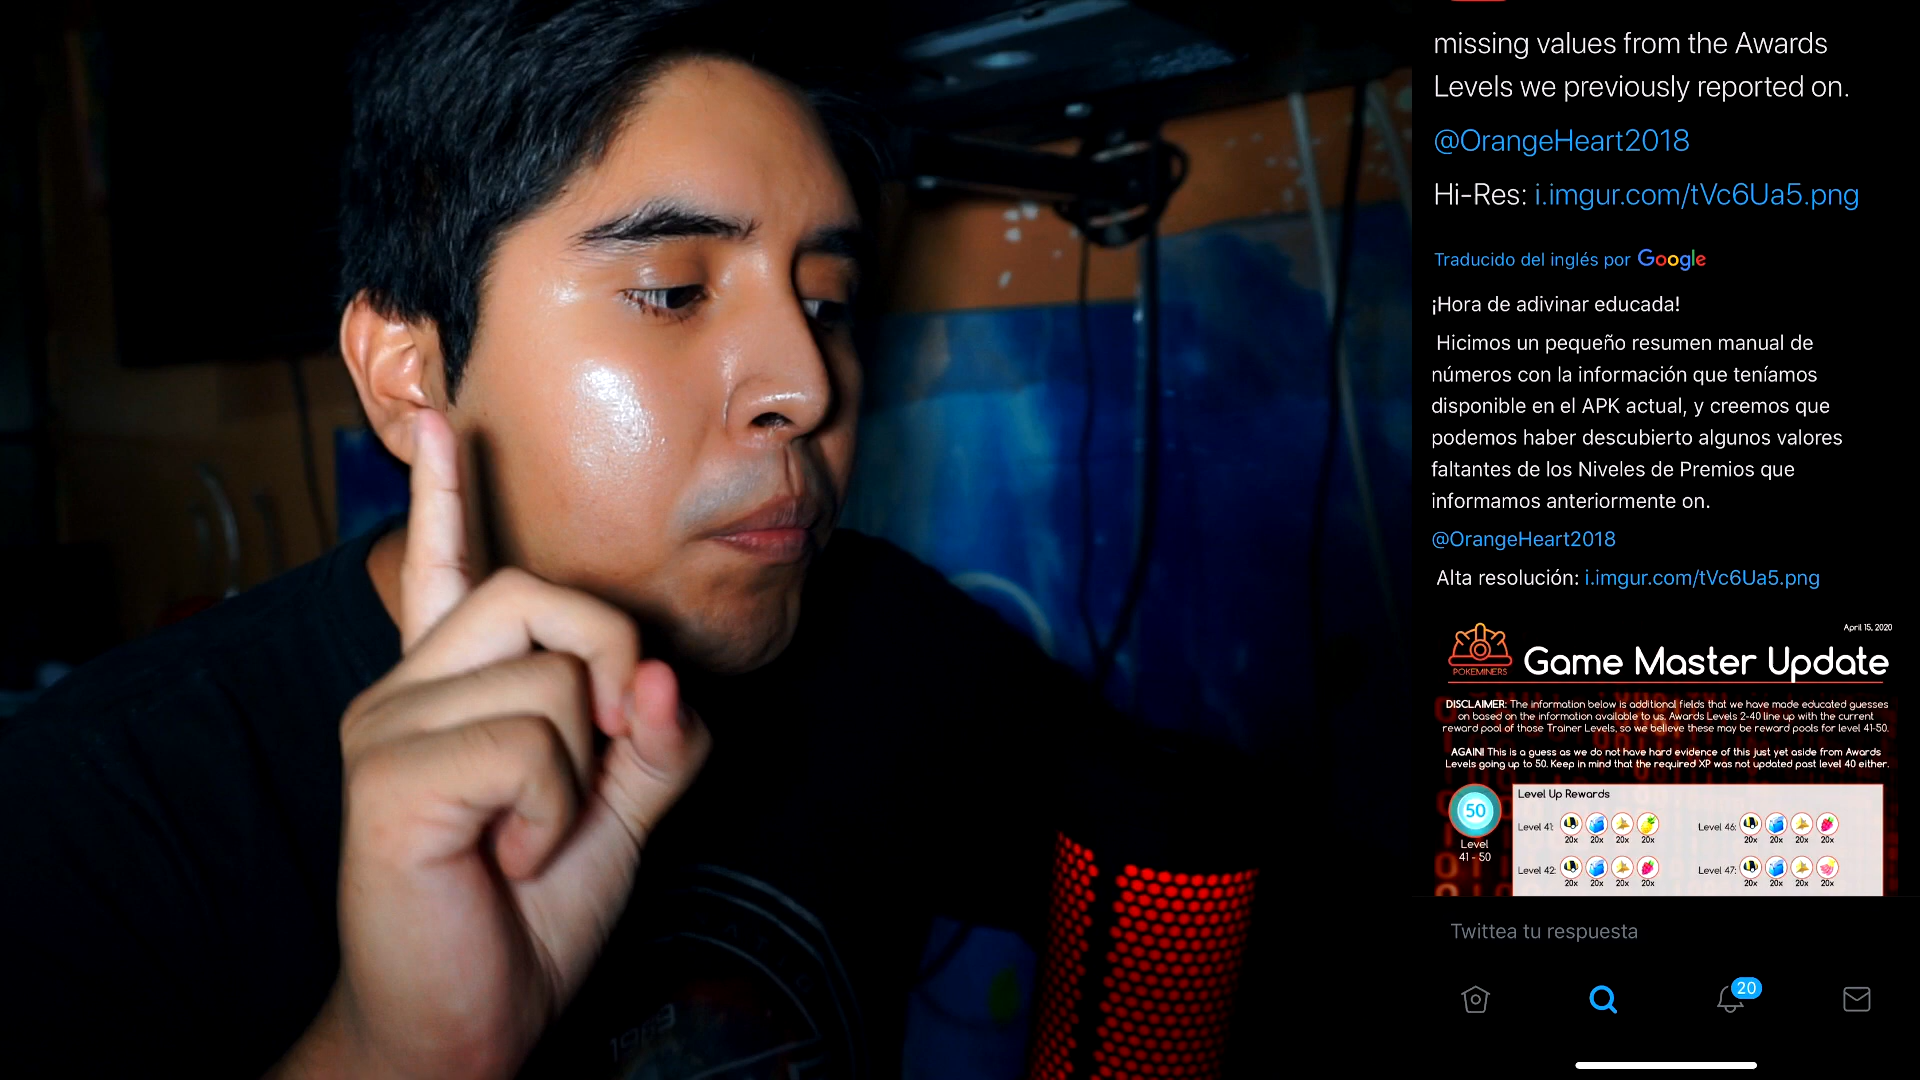 missing values from the Awards
Levels we previously reported on.
@OrangeHeart2018
Hi-Res: i.imgur.com/tVc6Ua5.png
Traducido del inglés por Google
¡Hora de adivinar educada!
Hicimos un pequeño resumen manual de
números con la información que teníamos
disponible en el APK actual, y creemos que
podemos haber descubierto algunos valores
faltantes de los Niveles de Premios que
informamos anteriormente on.
@OrangeHeart2018
Alta resolución: i.imgur.com/tVc6Ua5.png
April 15, 2020
POKEMINERS
Game Master Update
DISCLAIMER: The information below is additional fields that we have made educated guesses
on based on the information available to us. Awards Levels 2-40 line up with the current
reward pool of those Trainer Levels, so we believe these may be reward pools for level 41-50.
AGAIN! This is a guess as we do not have hard evidence of this just yet aside from Awards
Levels going up to 50. Keep in mind that the required XP was not updated past level 40 either.
50
Level
41 - 50
Level Up Rewards
Level 41:
20x 20x 20x 20x
Level 46:
20x 20x 20x 20x
Level 42:
20x 20x 20x 20x
Level 47:
20x 20x 20x 20x
Twittea tu respuesta
20
1989